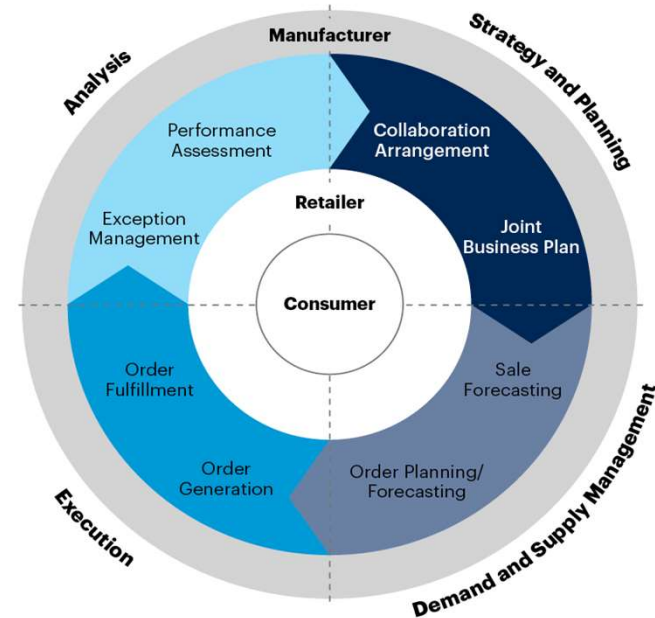 Manufacturer
Analysis
Strategy and Planning
Performance
Assessment
Collaboration
Arrangement
Retailer
Exception
Management
Joint
Business Plan
Consumer
Order
Fulfillment
Sale
Forecasting
Order
Generation
Order Planning/
Forecasting
Execution
Demand and Supply Management